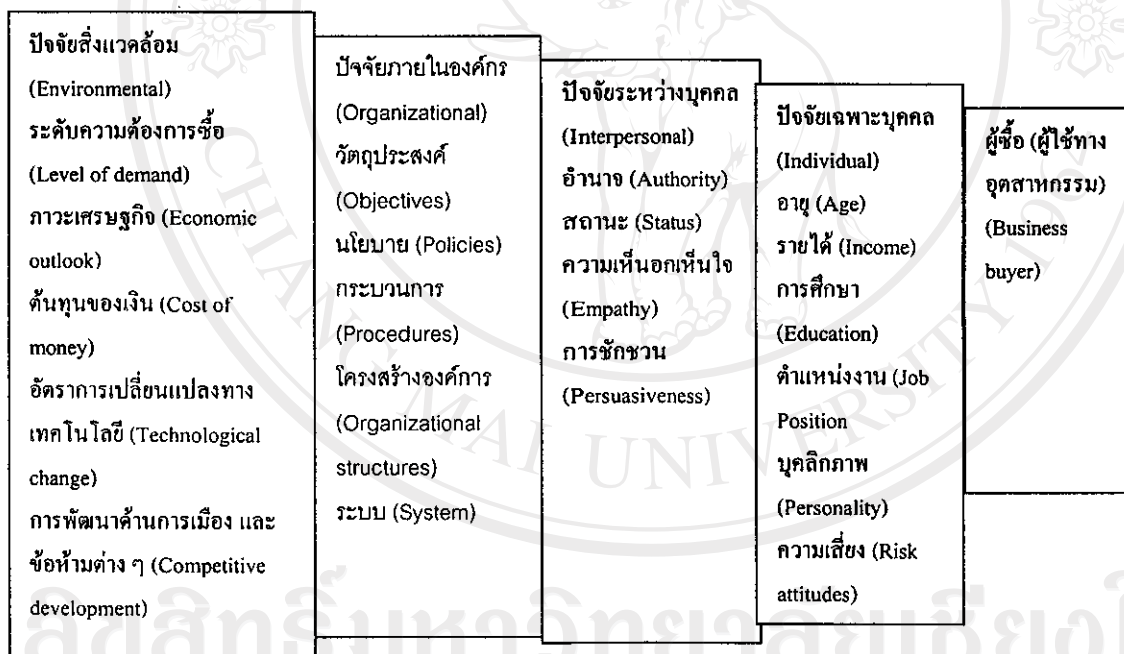 ปัจจัยสิ่งแวดล้อม
(Environmental)
ระดับความต้องการซื้อ
(Level of demand)
ภาวะเศรษฐกิจ (Economic
outlook)
ต้นทุนของเงิน (Cost of
money)
อัตราการเปลี่ยนแปลงทาง
เทคโนโลยี (Technological
change)
การพัฒนาด้านการเมือง และ
ข้อห้ามต่าง ๆ (Competitive
development)
ปัจจัยภายในองค์กร
(Organizational)
วัตถุประสงค์
(Objectives)
นโยบาย (Policies)
กระบวนการ
(Procedures)
โครงสร้างองค์การ
(Organizational
structures)
ระบบ (System)
ปัจจัยระหว่างบุคคล
(Interpersonal)
อำนาจ (Authority)
สถานะ (Status)
ความเห็นอกเห็นใจ
(Empathy)
การชักชวน
(Persuasiveness)
ปัจจัยเฉพาะบุคคล
(Individual)
อายุ (Age)
รายได้ (Income)
การศึกษา
(Education)
ตำแหน่งงาน (Job
Position
บุคลิกภาพ
(Personality)
ความเสี่ยง (Risk
attitudes)
ผู้ซื้อ (ผู้ใช้ทาง
อุตสาหกรรม)
(Business
buyer)
CHIANG MAI UNIVERSITY 1964